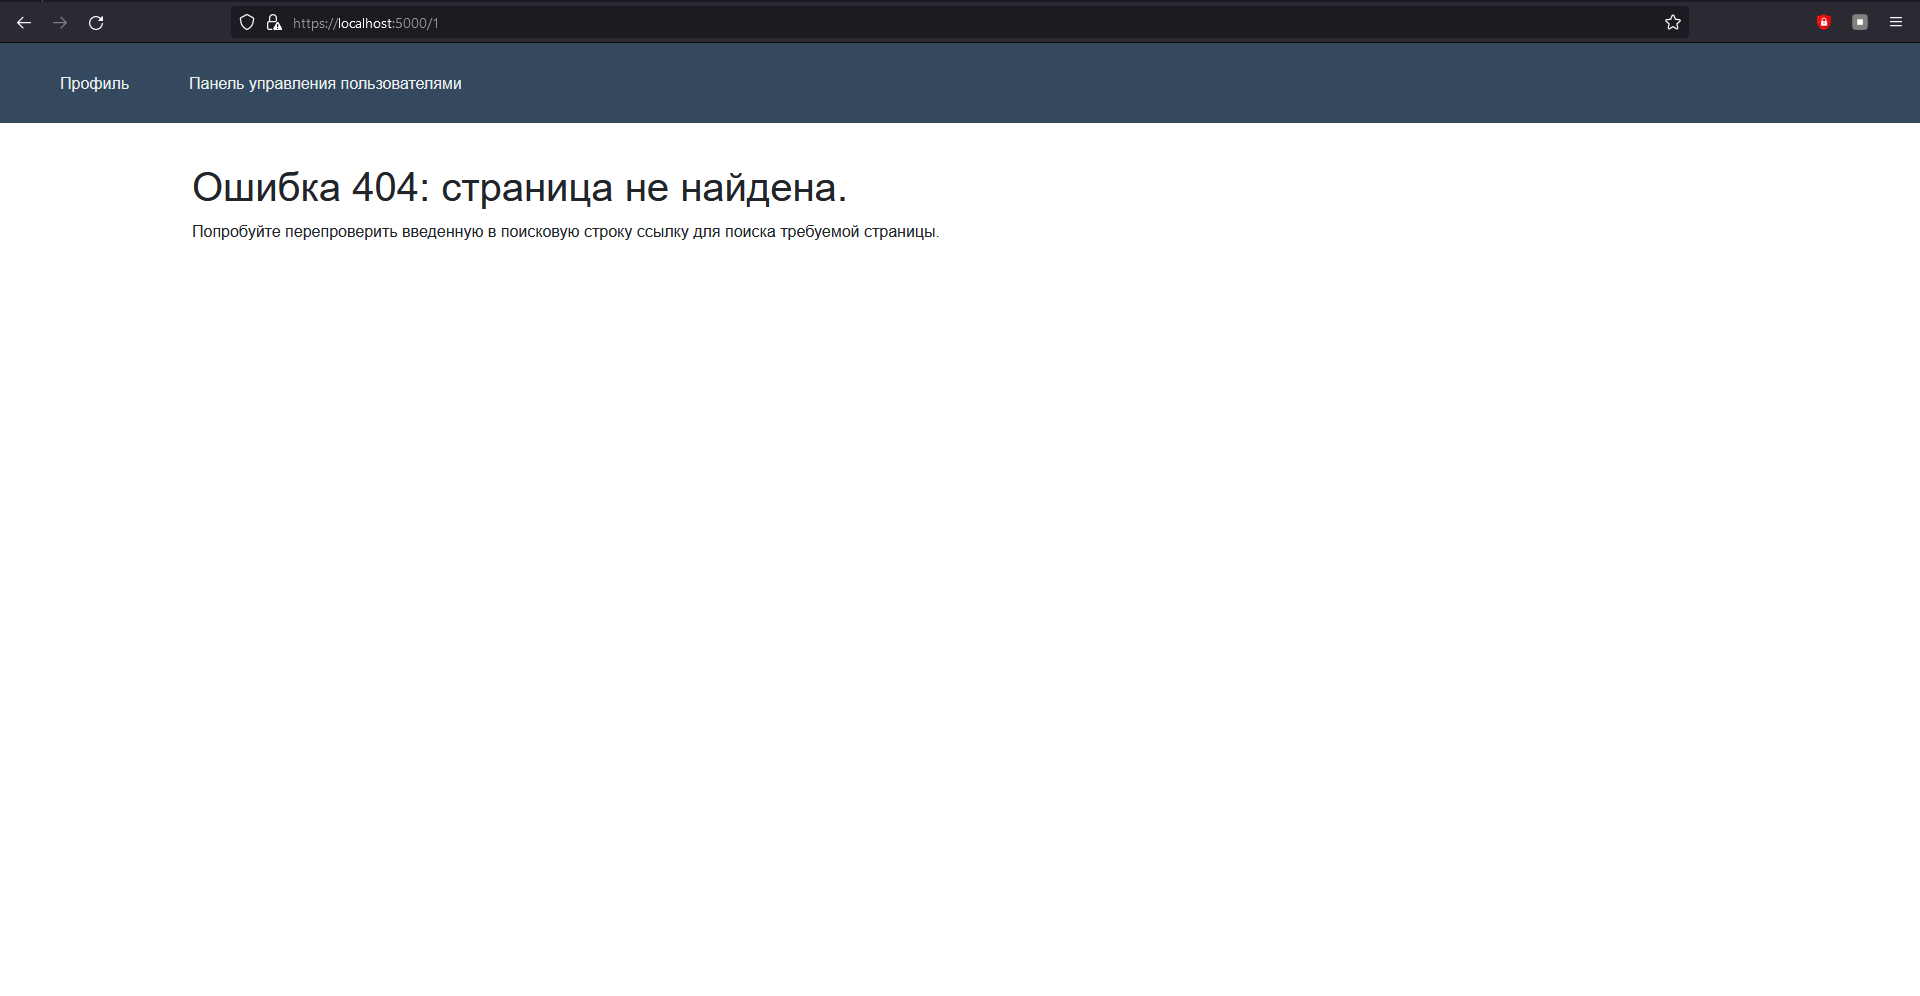 https://localhost:5000/1
Профиль Панель управления пользователями
Ошибка 404: страница не найдена.
Попробуйте перепроверить введенную в поисковую строку ссылку для поиска требуемой страницы.